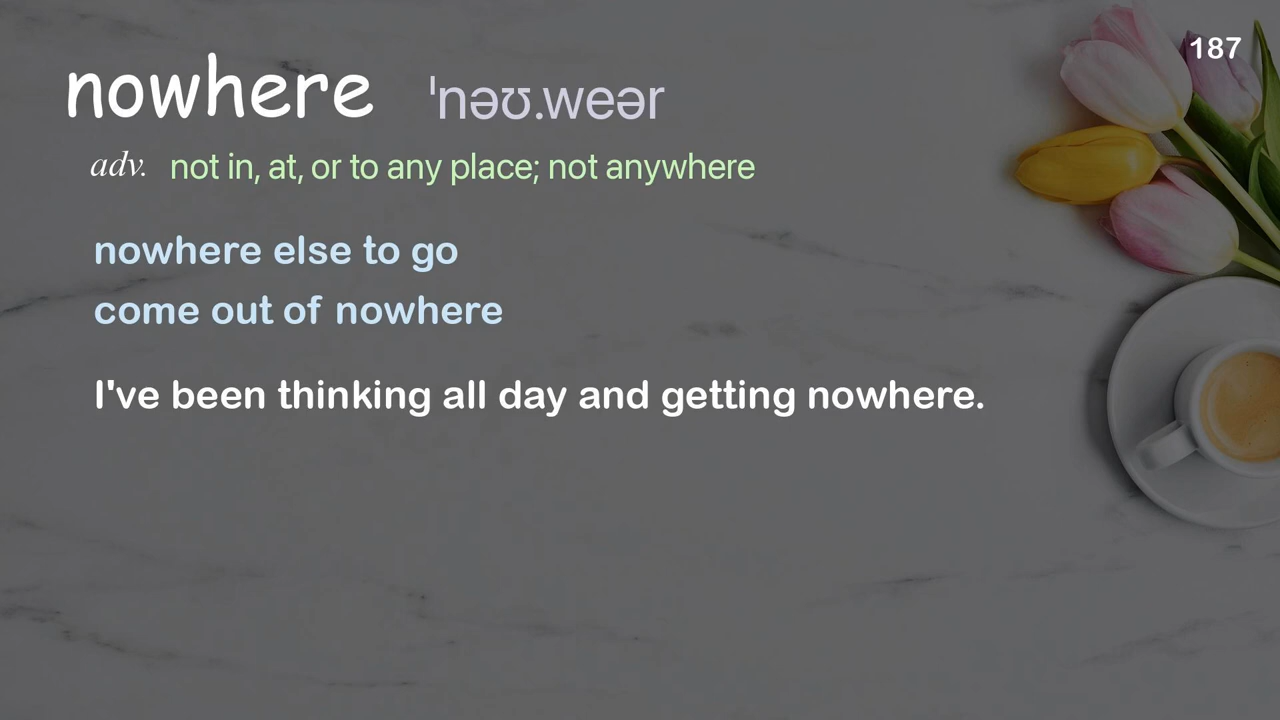 187
nowhere ˈnəʊ.weər
adv. not in, at, or to any place; not anywhere
nowhere else to go
come out of nowhere
I've been thinking all day and getting nowhere.